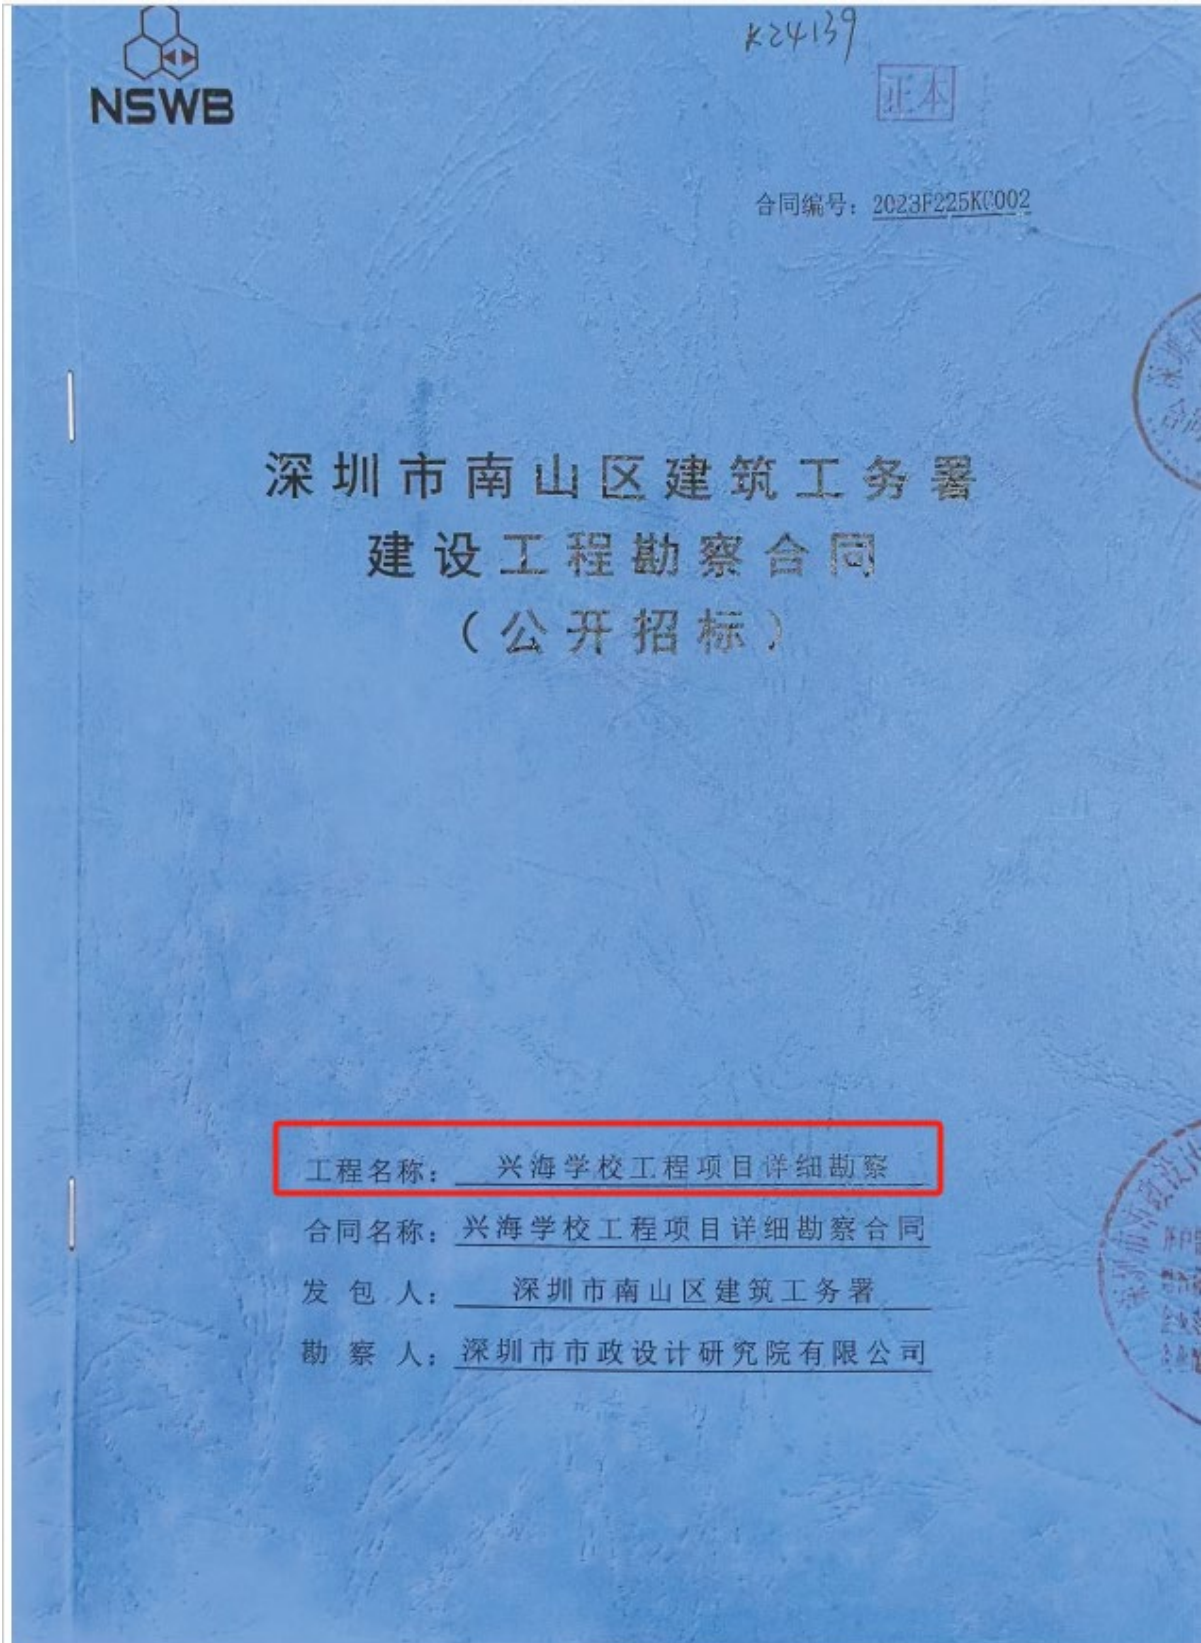 K24139
NSWB
正本
合同编号：2023F225KC002
深圳市南山区建筑工务署
建设工程勘察合同
（公开招标）
工程名称：兴海学校工程项目详细勘察
合同名称：兴海学校工程项目详细勘察合同
发包人：深圳市南山区建筑工务署
勘察人：深圳市市政设计研究院有限公司